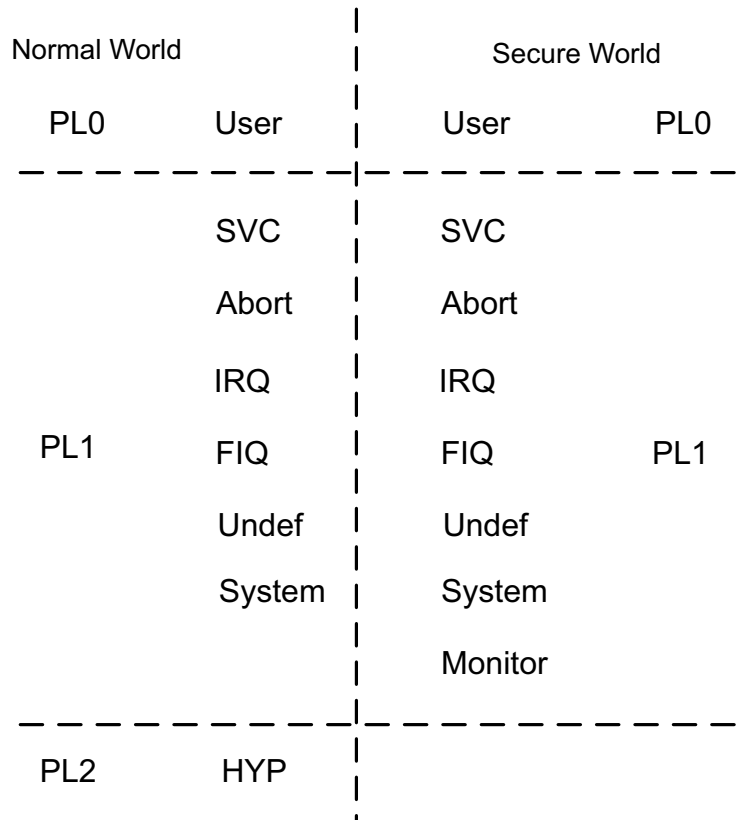 Normal World Secure World
PL0 User User PL0
SVC SVC
Abort Abort
IRQ IRQ
PL1 FIQ FIQ PL1
Undef Undef
System System
Monitor
PL2 HYP